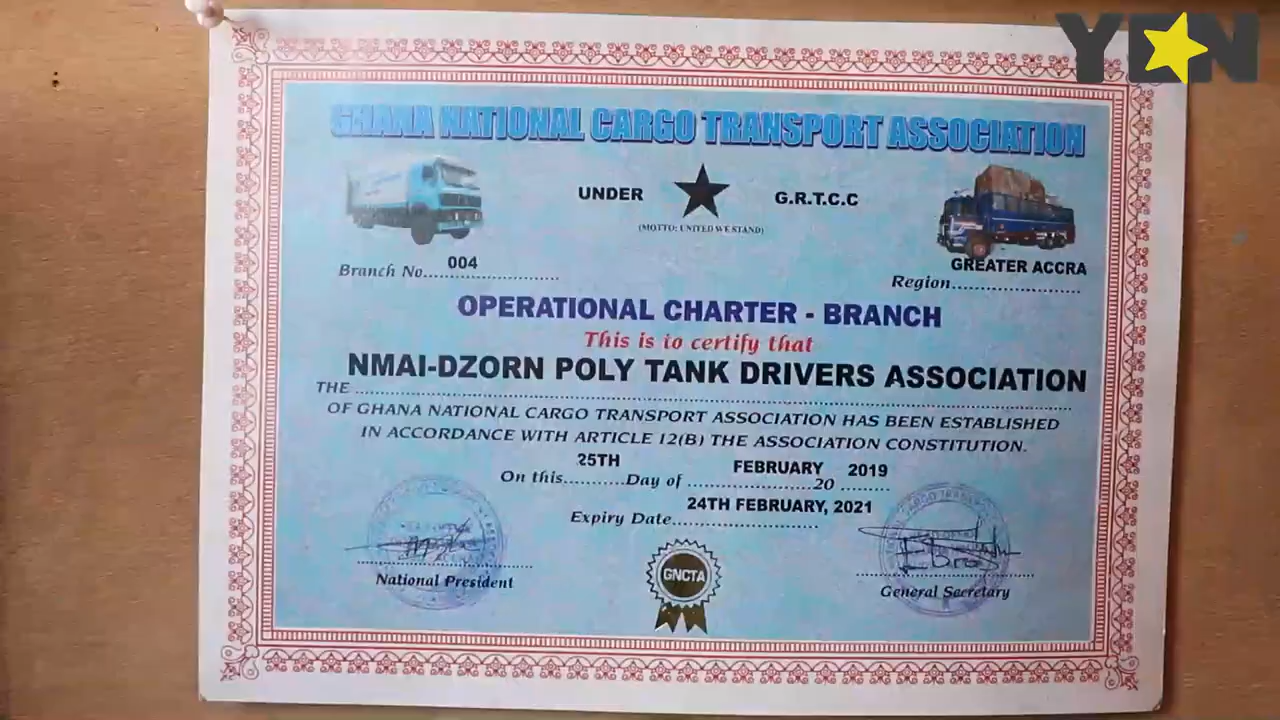 YEN
GHANA NATIONAL CARGO TRANSPORT ASSOCIATION
UNDER G.R.T.C.C
(MOTTO: UNITED WE STAND)
Branch No. 004
GREATER ACCRA
Region
OPERATIONAL CHARTER - BRANCH
This is to certify that
NMAI-DZORN POLY TANK DRIVERS ASSOCIATION
THE
OF GHANA NATIONAL CARGO TRANSPORT ASSOCIATION HAS BEEN ESTABLISHED
IN ACCORDANCE WITH ARTICLE 12(B) THE ASSOCIATION CONSTITUTION.
25TH FEBRUARY 2019
On this..........Day of ....................20 ........
24TH FEBRUARY, 2021
Expiry Date.......................
GNCTA
National President
General Secretary